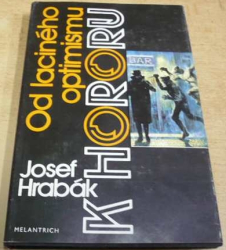 Od laciného
optimismu
K HORORU
BAR
Josef
Hrabák
MELANTRICH